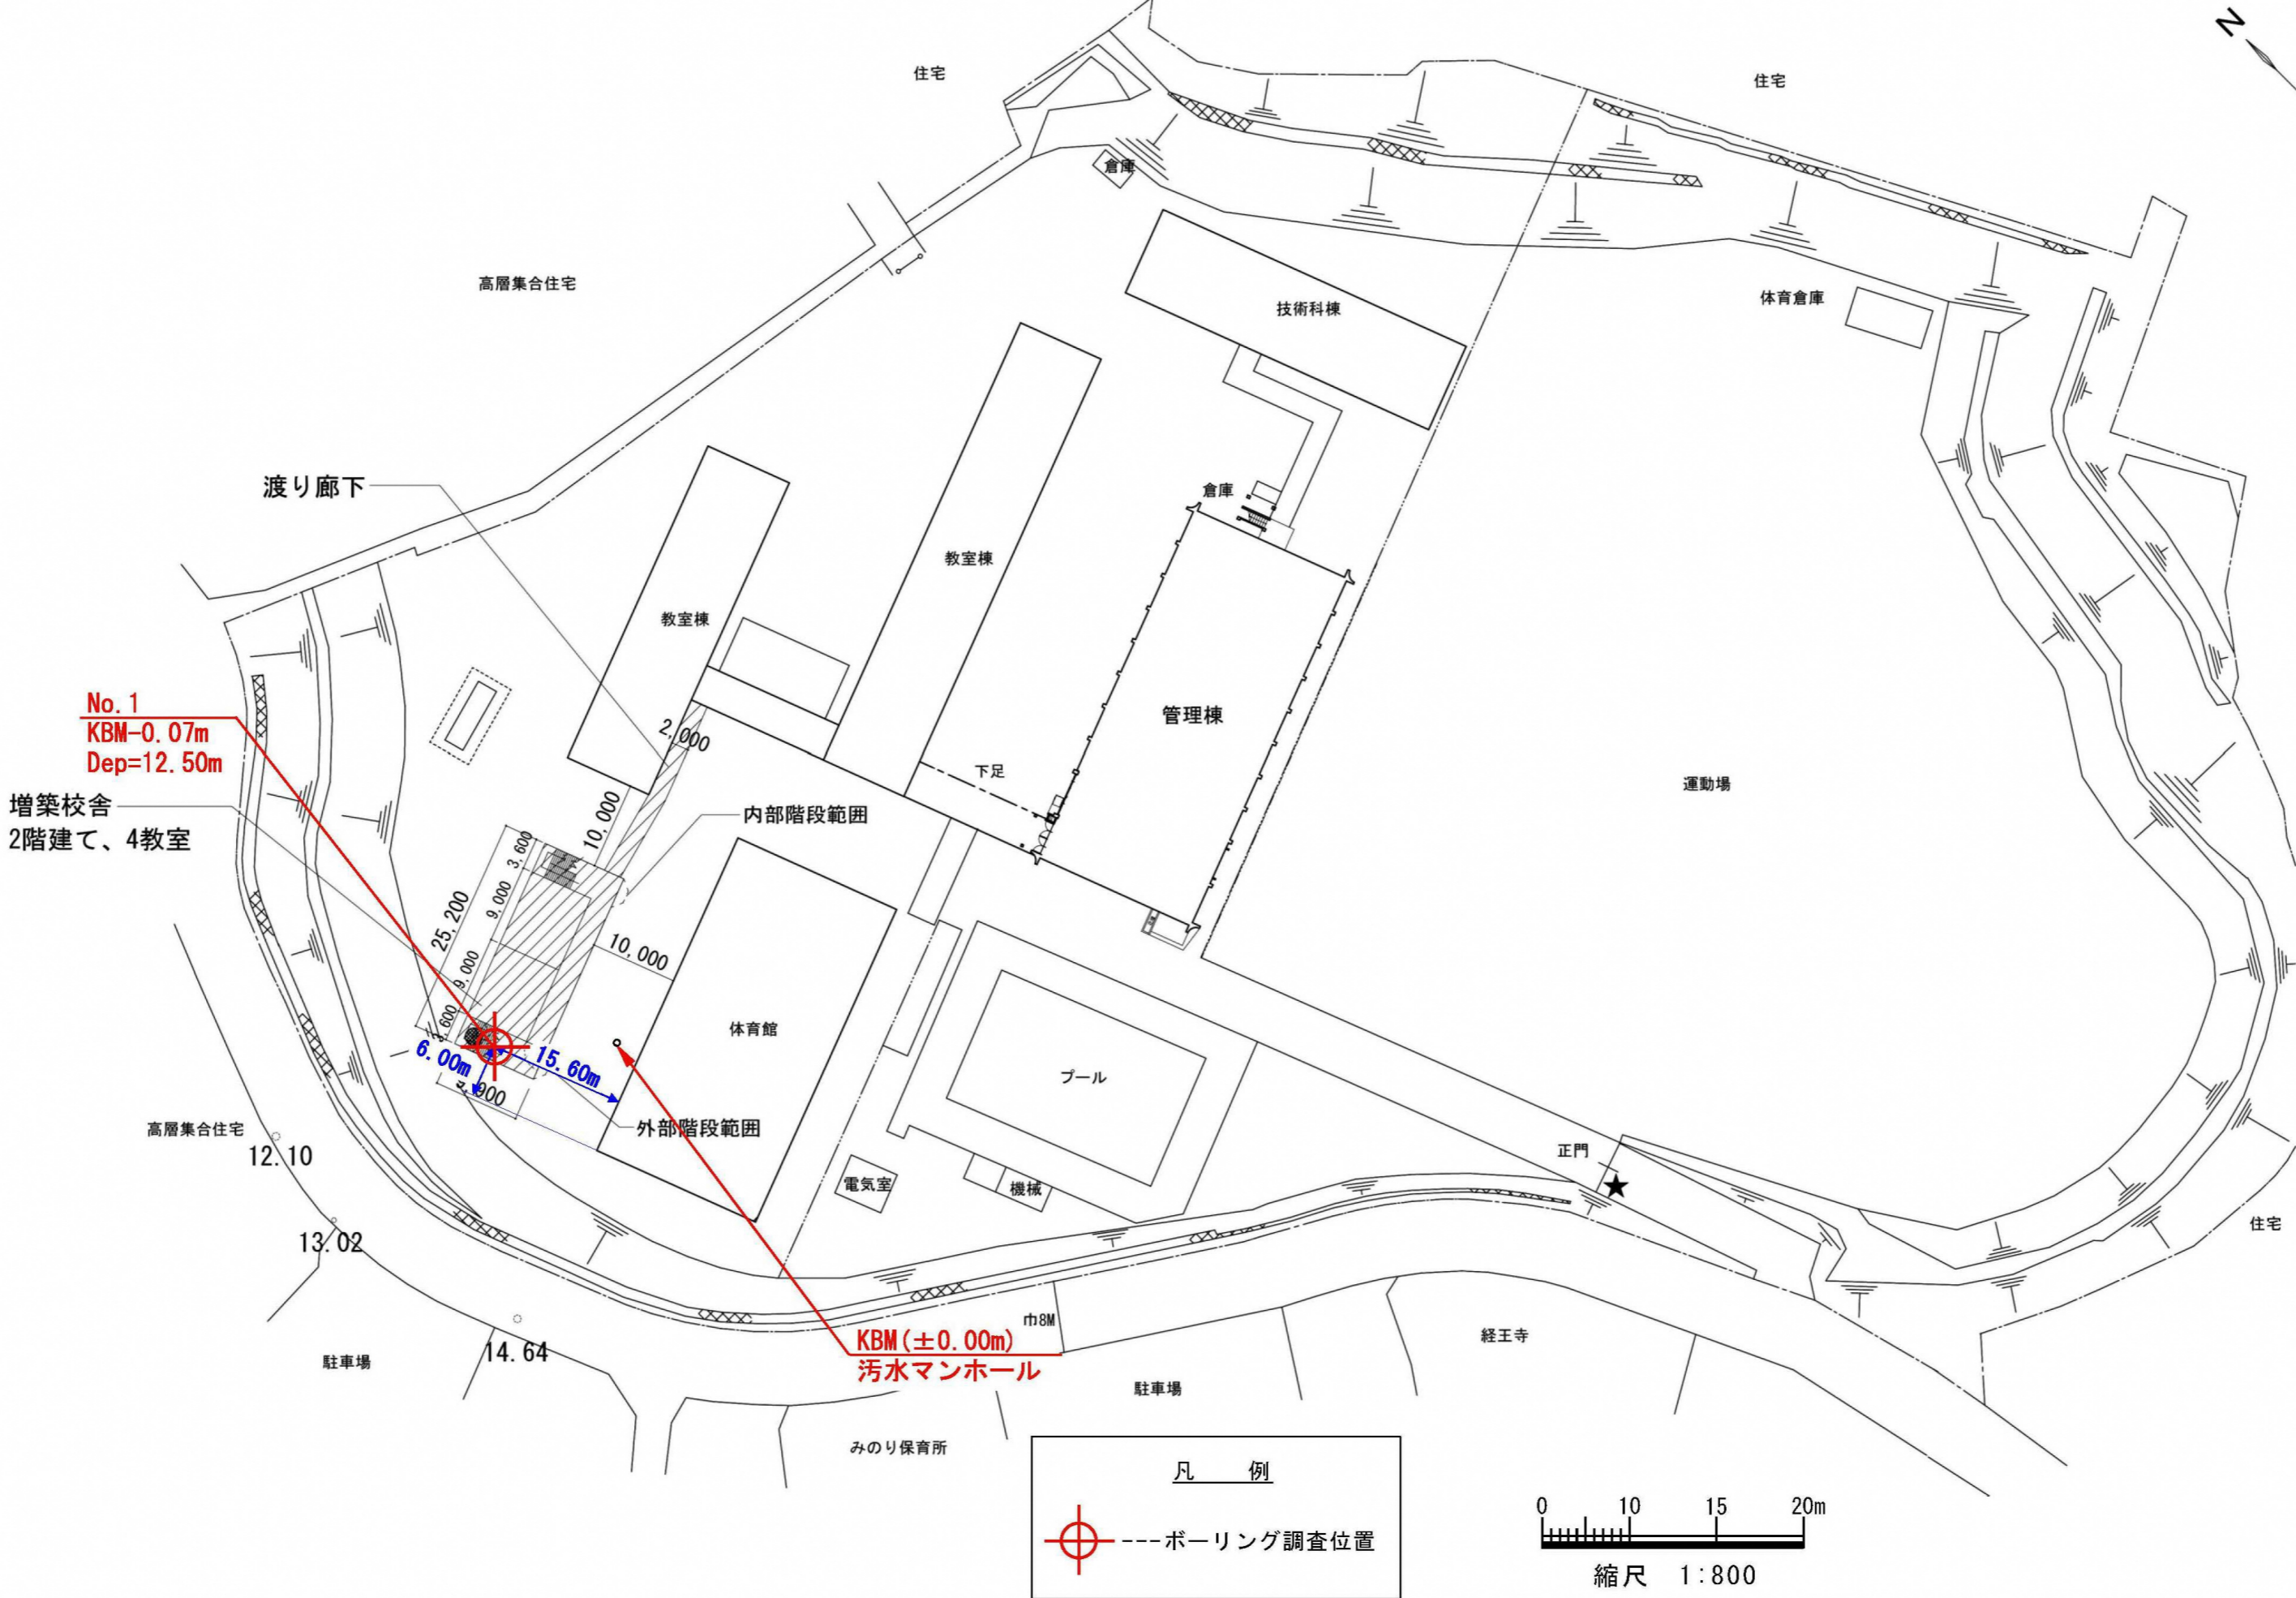 N
住宅
住宅
倉庫
高層集合住宅
技術科棟
体育倉庫
渡り廊下
倉庫
教室棟
教室棟
管理棟
No.1
KBM-0.07m
Dep=12.50m
2,000
下足
運動場
増築校舎
2階建て、4教室
内部階段範囲
10,000
3,600
9,000
25,200
9,000
10,000
3,600
体育館
6.00m
15.60m
プール
外部階段範囲
高層集合住宅
12.10
正門
電気室
機械
住宅
13.02
巾8M
KBM(±0.00m)
汚水マンホール
経王寺
14.64
駐車場
駐車場
みのり保育所
凡 例
---ボーリング調査位置
0 10 15 20m
縮尺 1:800